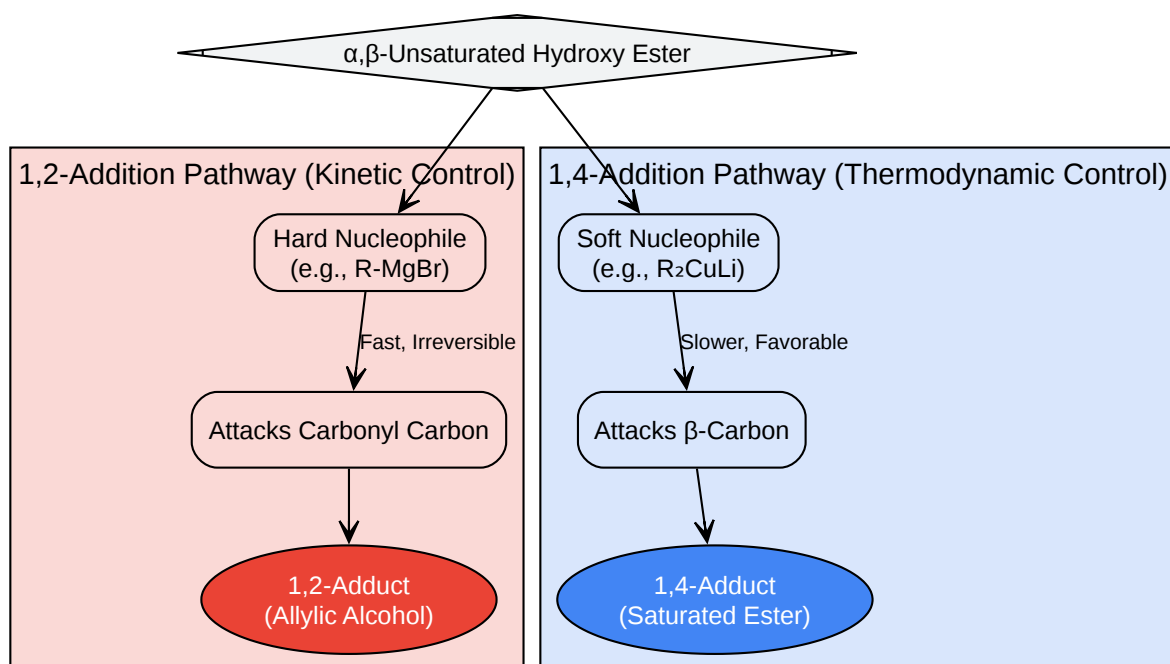 α,β-Unsaturated Hydroxy Ester
1,2-Addition Pathway (Kinetic Control)
Hard Nucleophile
(e.g., R-MgBr)
Fast, Irreversible
Attacks Carbonyl Carbon
1,2-Adduct
(Allylic Alcohol)
1,4-Addition Pathway (Thermodynamic Control)
Soft Nucleophile
(e.g., R₂CuLi)
Slower, Favorable
Attacks β-Carbon
1,4-Adduct
(Saturated Ester)